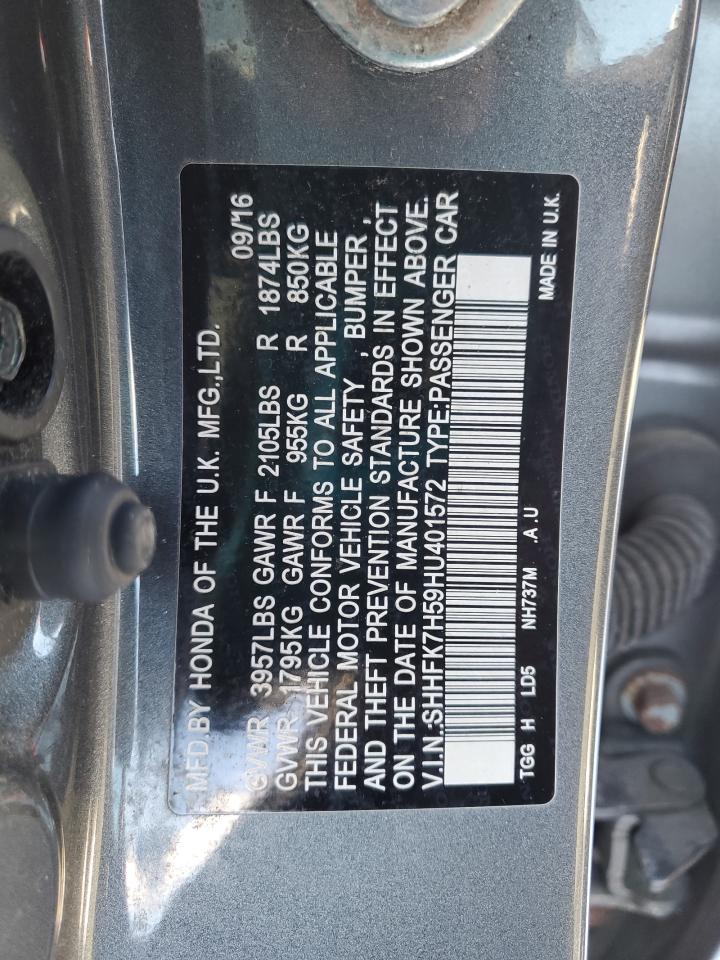 MFD.BY HONDA OF THE U.K. MFG.,LTD. 09/16
GVWR 3957LBS GAWR F 2105LBS R 1874LBS
GVWR 1795KG GAWR F 955KG R 850KG
THIS VEHICLE CONFORMS TO ALL APPLICABLE
FEDERAL MOTOR VEHICLE SAFETY , BUMPER ,
AND THEFT PREVENTION STANDARDS IN EFFECT
ON THE DATE OF MANUFACTURE SHOWN ABOVE.
V.I.N.:SHHFK7H59HU401572 TYPE:PASSENGER CAR
TGG H LD5 NH737M .A.U MADE IN U.K.